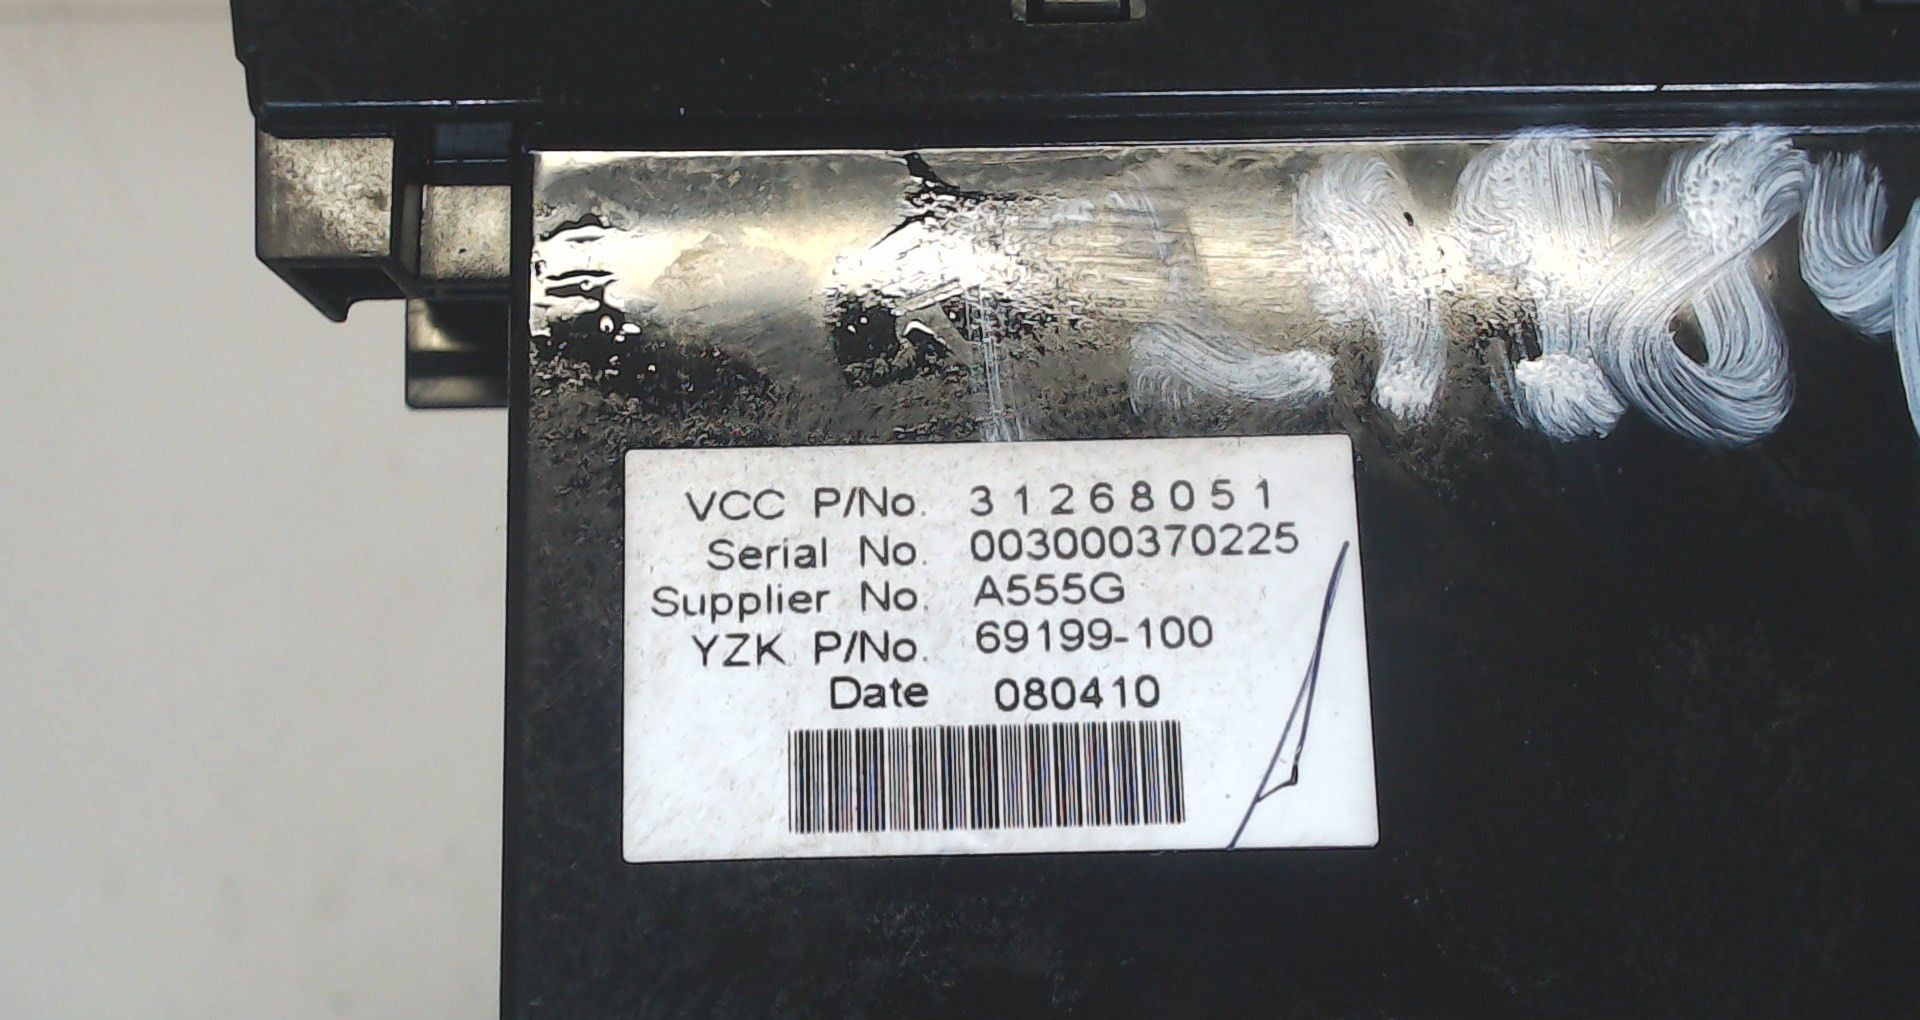 VCC P/No. 31268051
Serial No. 003000370225
Supplier No. A555G
YZK P/No. 69199-100
Date 080410